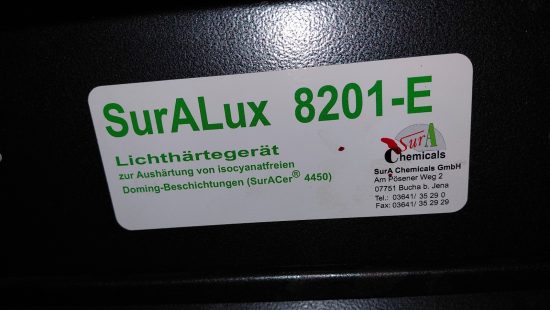 SurALux 8201-E
Lichthärtegerät
zur Aushärtung von isocyanatfreien
Doming-Beschichtungen (SurACer® 4450)
SurA
Chemicals
SurA Chemicals GmbH
Am Pösener Weg 2
07751 Bucha b. Jena
Tel.: 03641/ 35 29 0
Fax: 03641/ 35 29 29